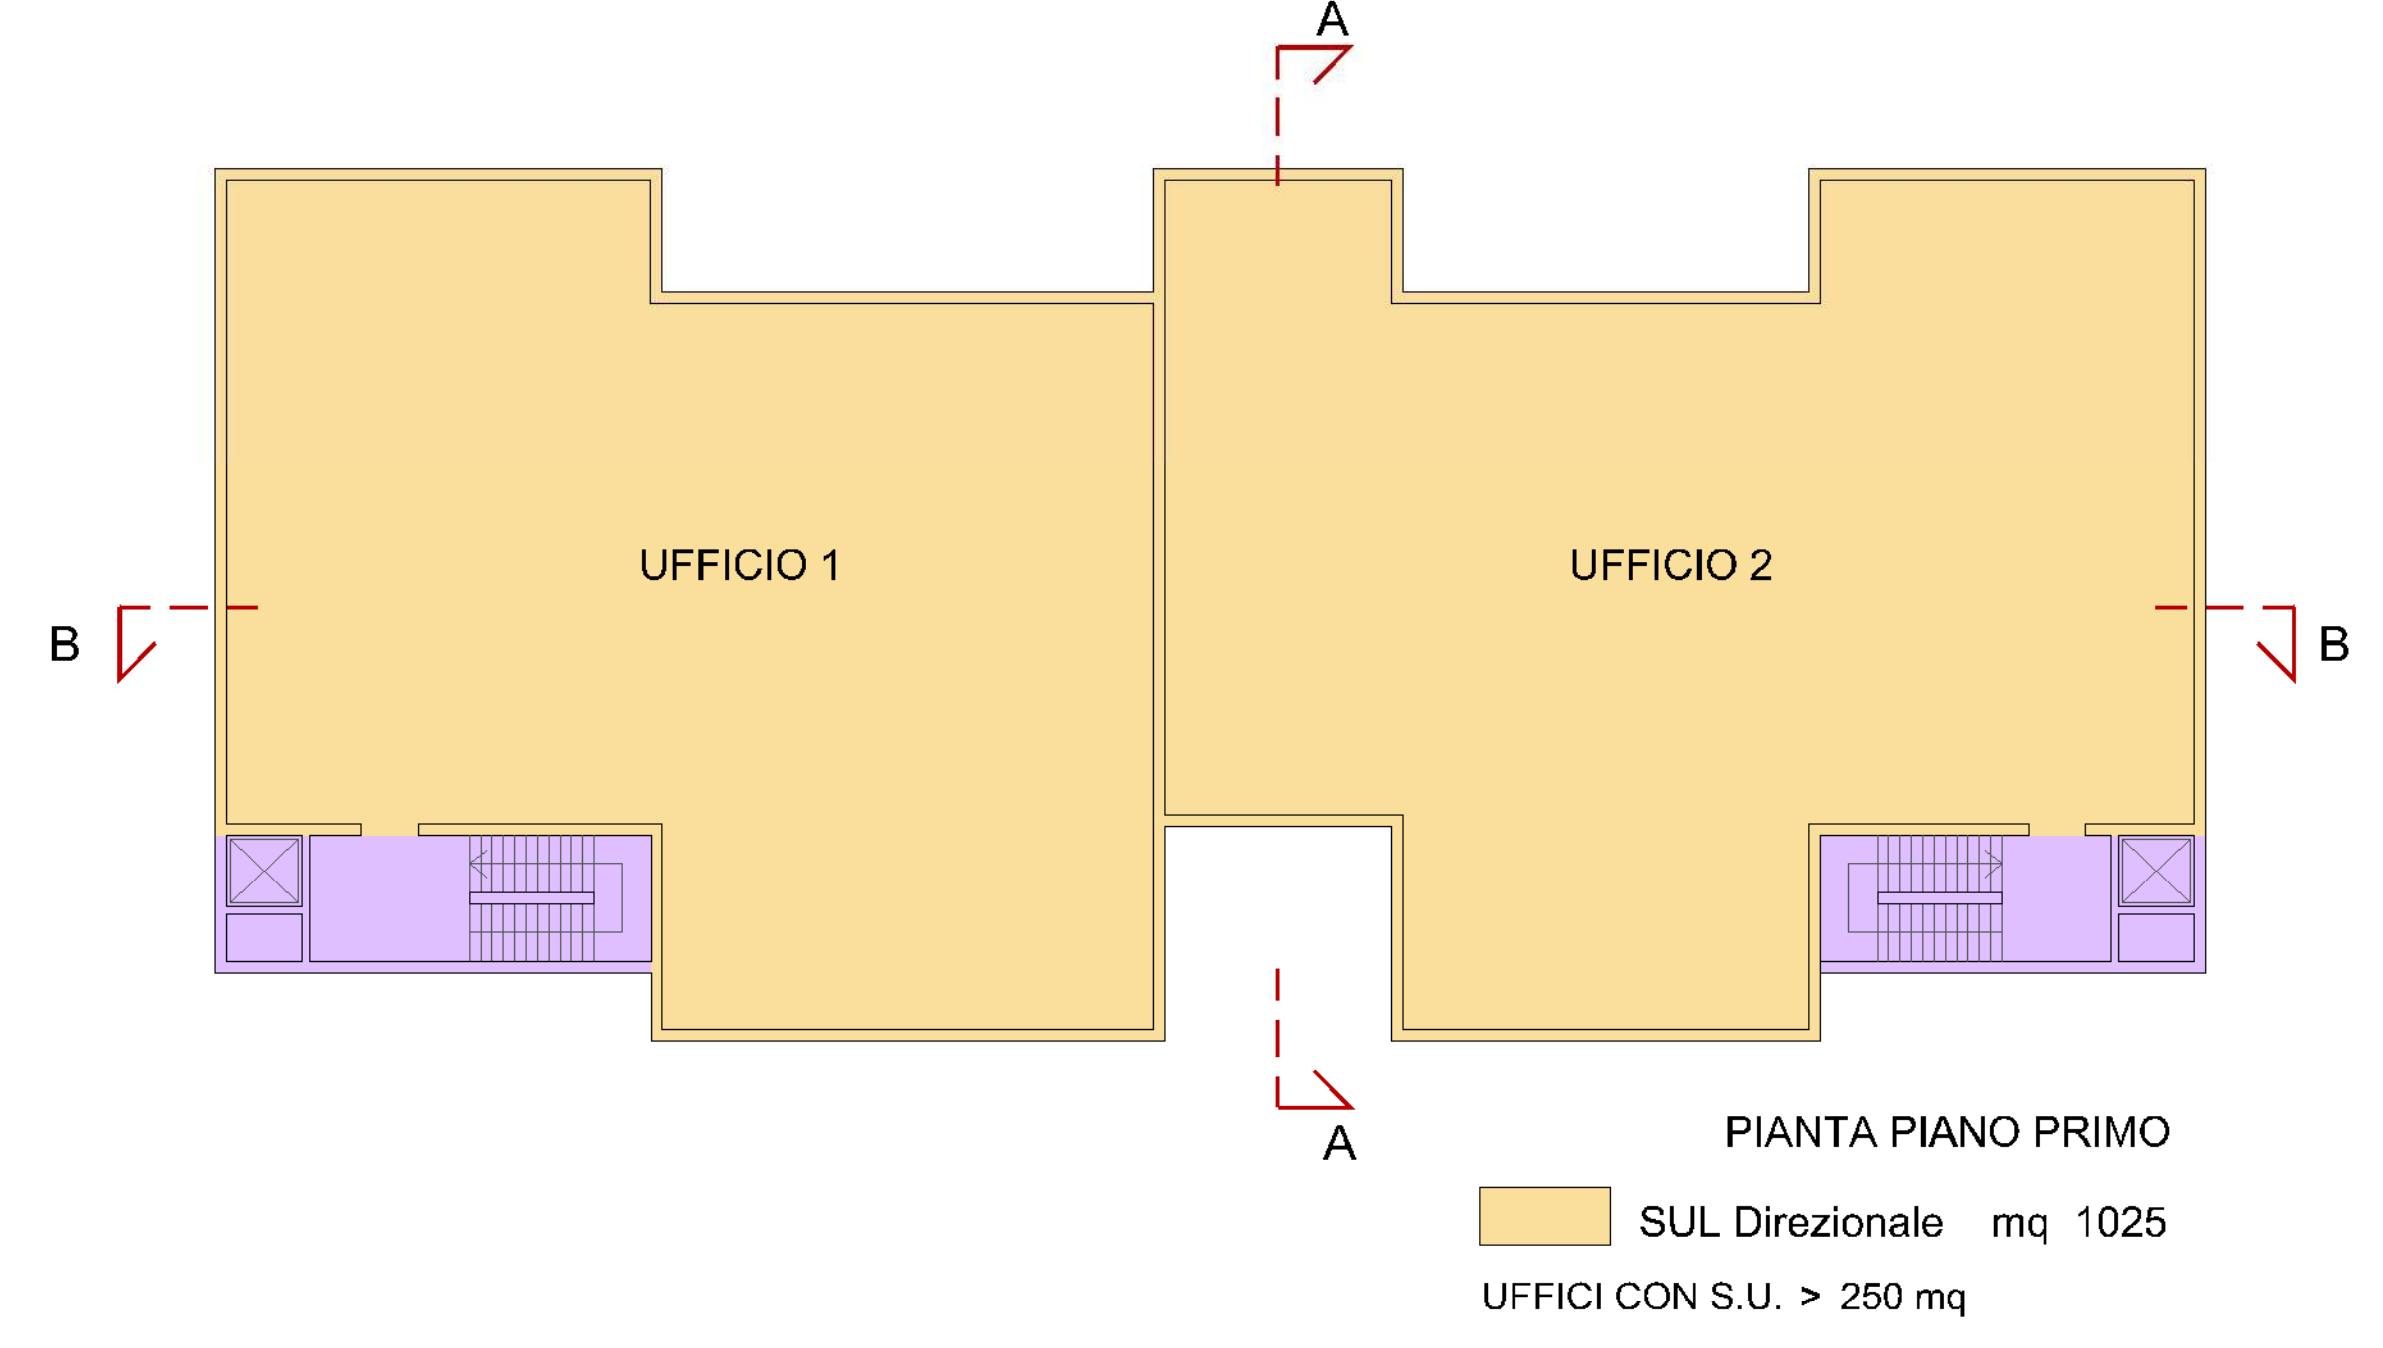 A
UFFICIO 1
UFFICIO 2
B
B
A
PIANTA PIANO PRIMO
SUL Direzionale mq 1025
UFFICI CON S.U. > 250 mq